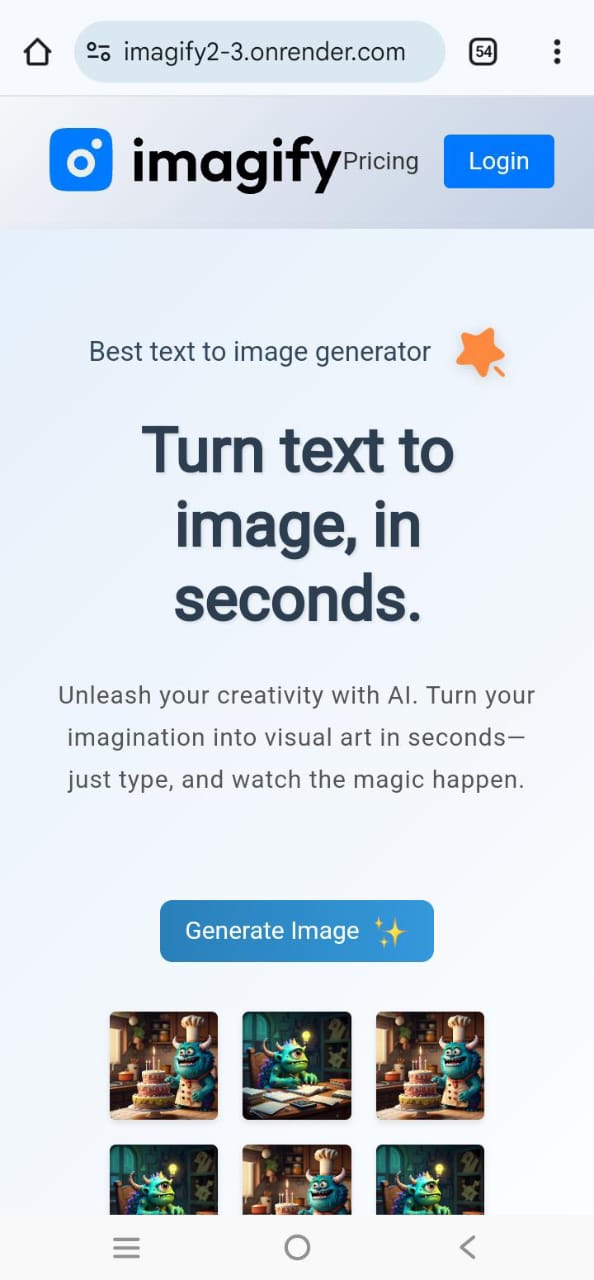 imagify2-3.onrender.com 54
imagify Pricing Login
Best text to image generator
Turn text to
image, in
seconds.
Unleash your creativity with AI. Turn your
imagination into visual art in seconds—
just type, and watch the magic happen.
Generate Image ✨